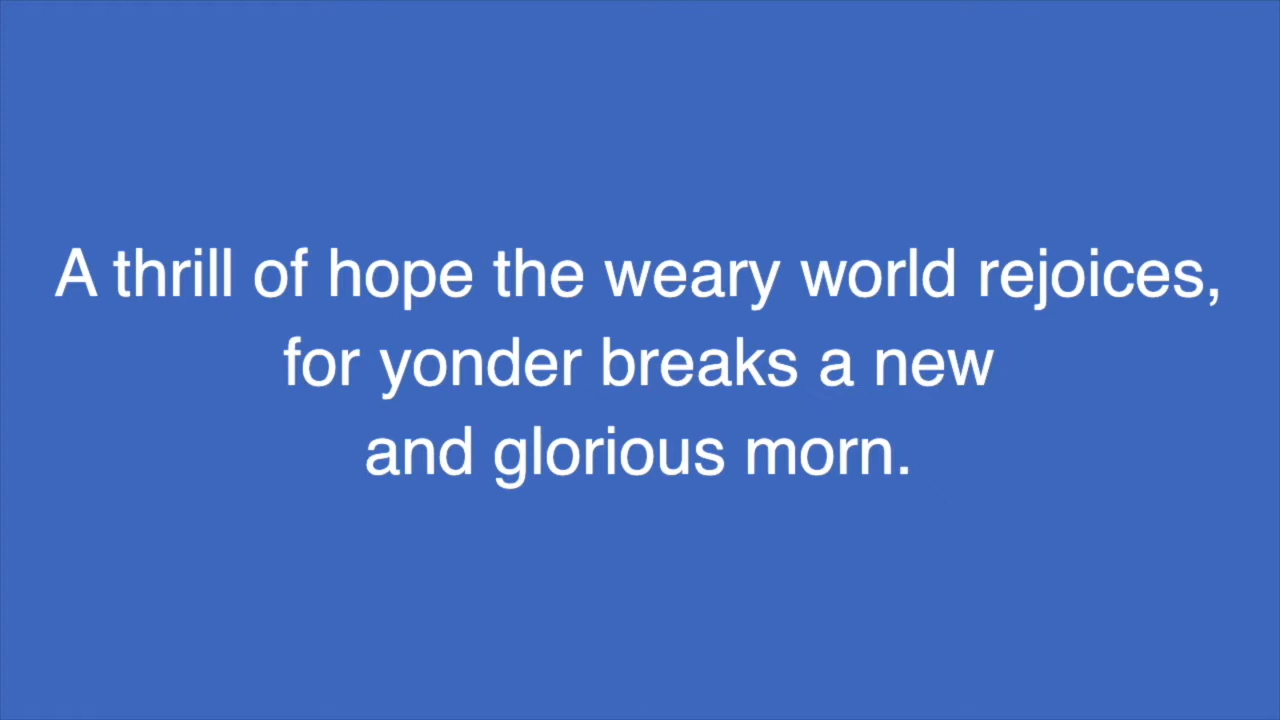 A thrill of hope the weary world rejoices,
for yonder breaks a new
and glorious morn.